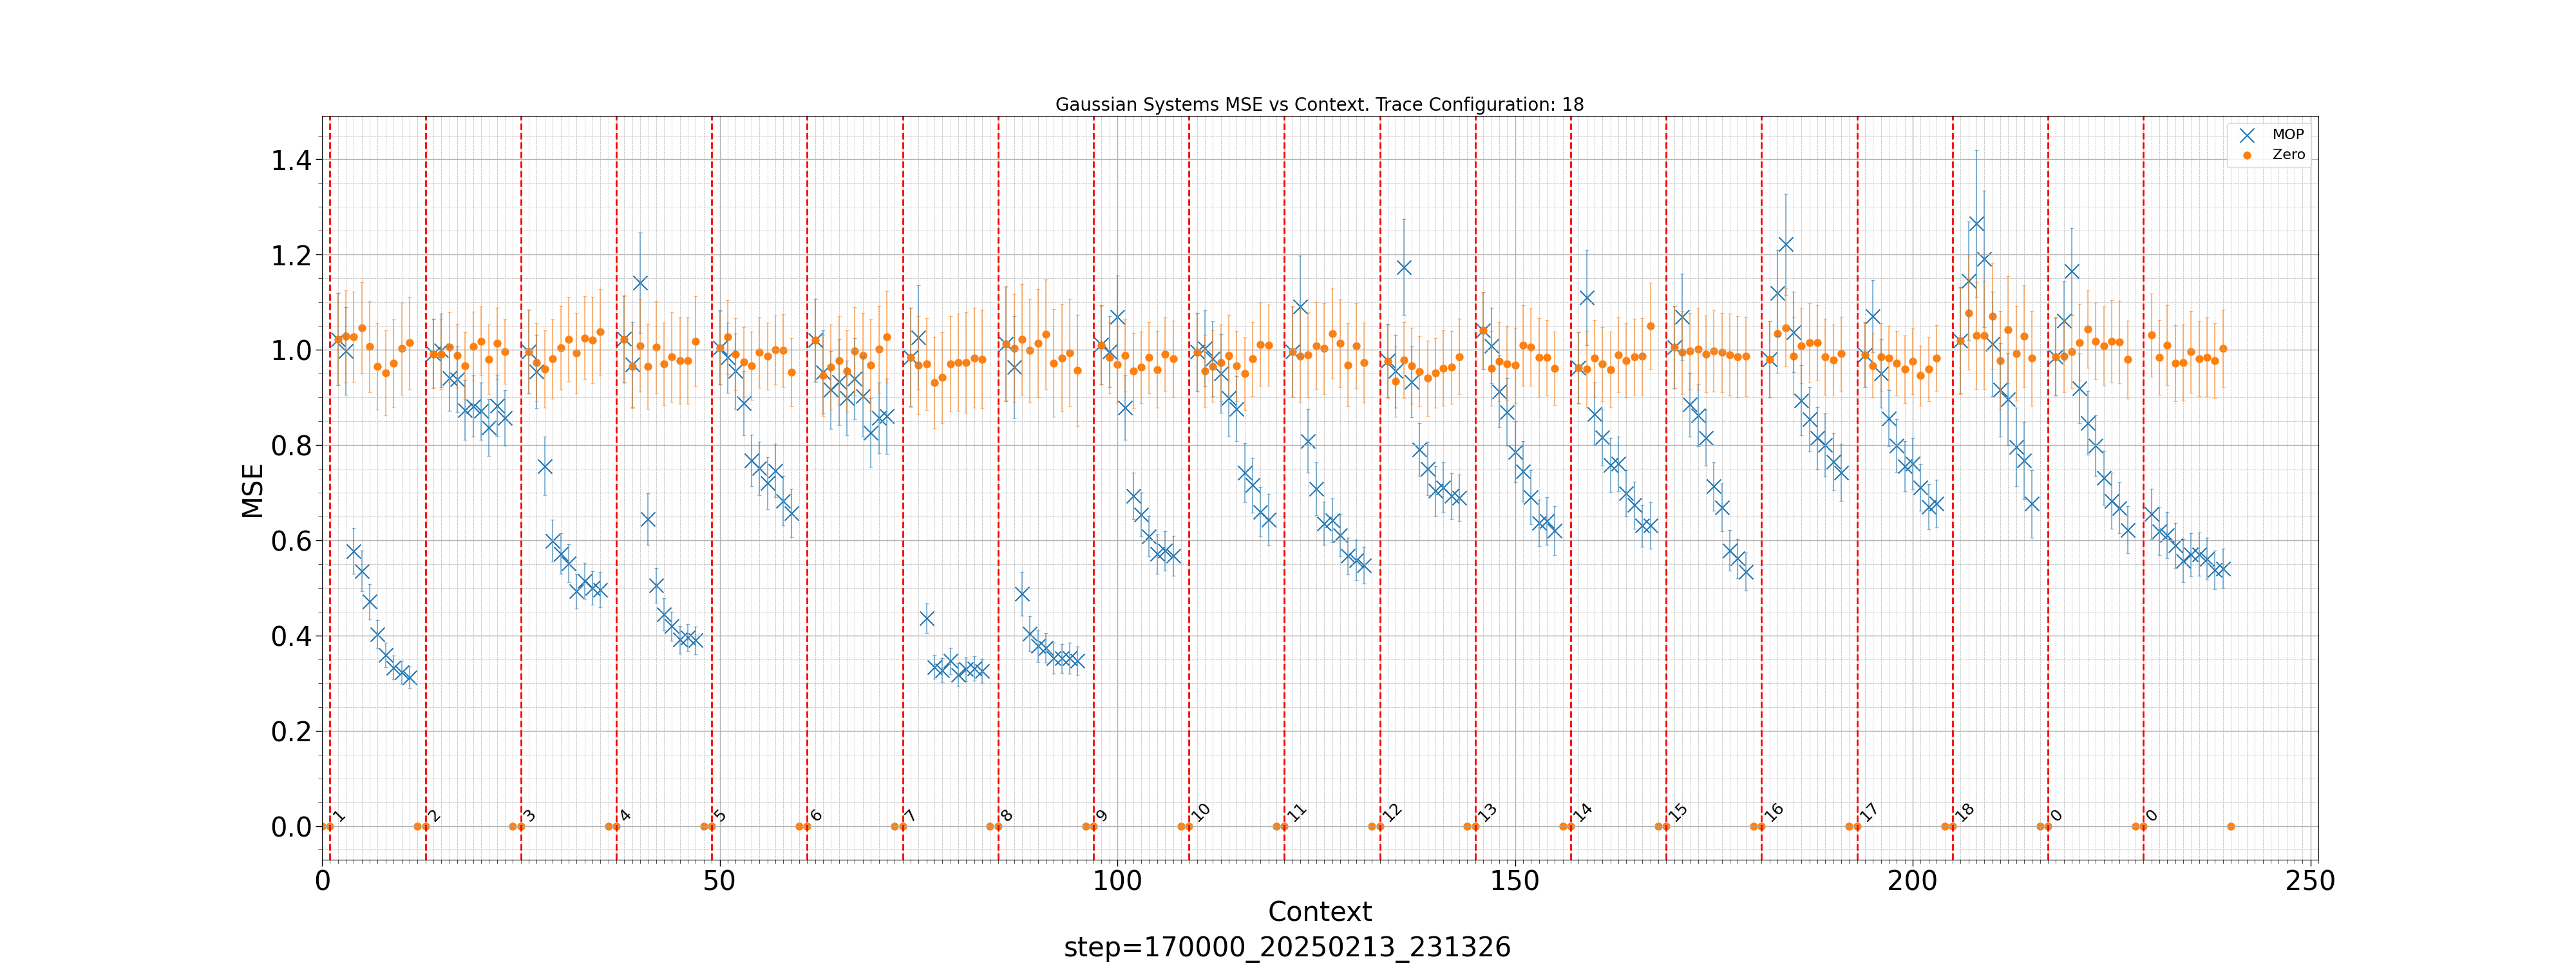 Gaussian Systems MSE vs Context. Trace Configuration: 18
MOP
Zero
MSE
1.4
1.2
1.0
0.8
0.6
0.4
0.2
0.0
1 2 3 4 5 6 7 8 9 10 11 12 13 14 15 16 17 18 0 0
0 50 100 150 200 250
Context
step=170000_20250213_231326